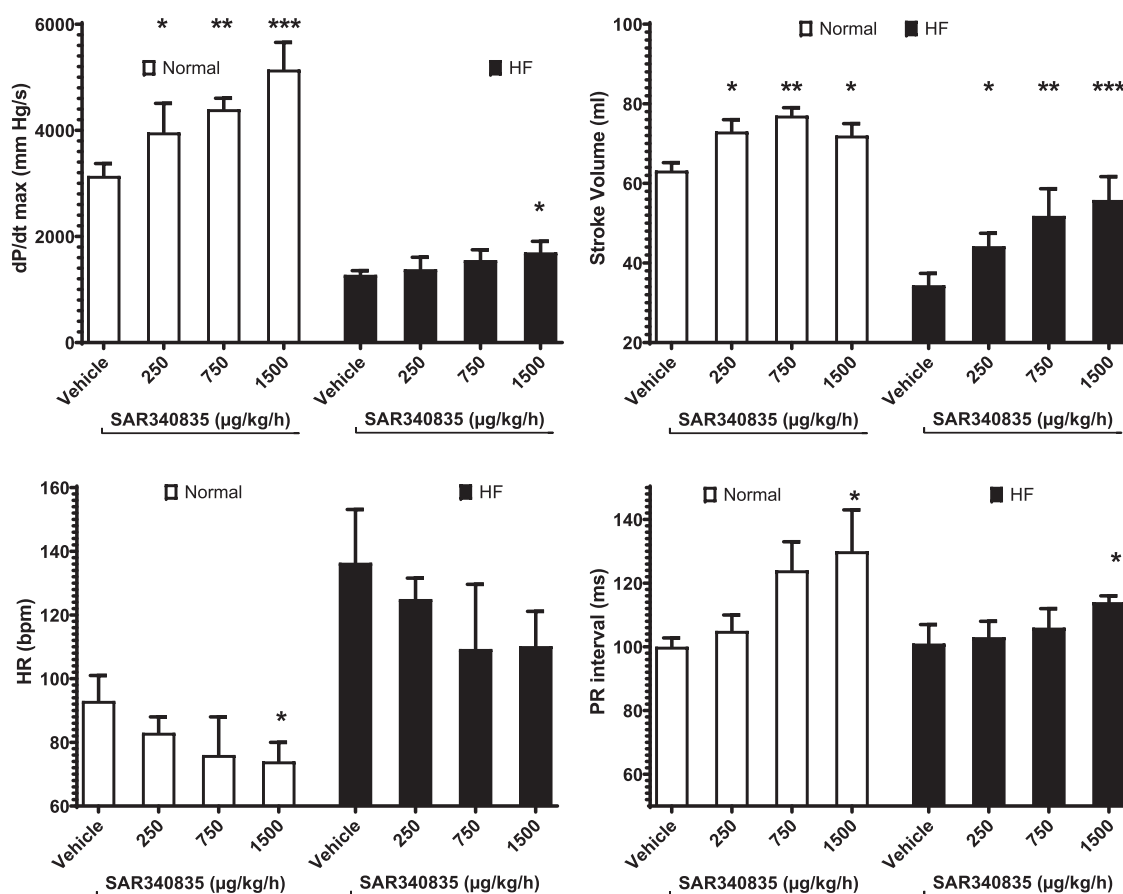 6000
4000
2000
0
dP/dt max (mm Hg/s)
* ** ***
Normal
HF
*
Vehicle 250 750 1500 Vehicle 250 750 1500
SAR340835 (µg/kg/h) SAR340835 (µg/kg/h)
100
80
60
40
20
Stroke Volume (ml)
Normal HF
* ** * * ** ***
Vehicle 250 750 1500 Vehicle 250 750 1500
SAR340835 (µg/kg/h) SAR340835 (µg/kg/h)
160
140
120
100
80
60
HR (bpm)
Normal HF
*
Vehicle 250 750 1500 Vehicle 250 750 1500
SAR340835 (µg/kg/h) SAR340835 (µg/kg/h)
140
120
100
80
60
PR interval (ms)
Normal HF
*
*
Vehicle 250 750 1500 Vehicle 250 750 1500
SAR340835 (µg/kg/h) SAR340835 (µg/kg/h)